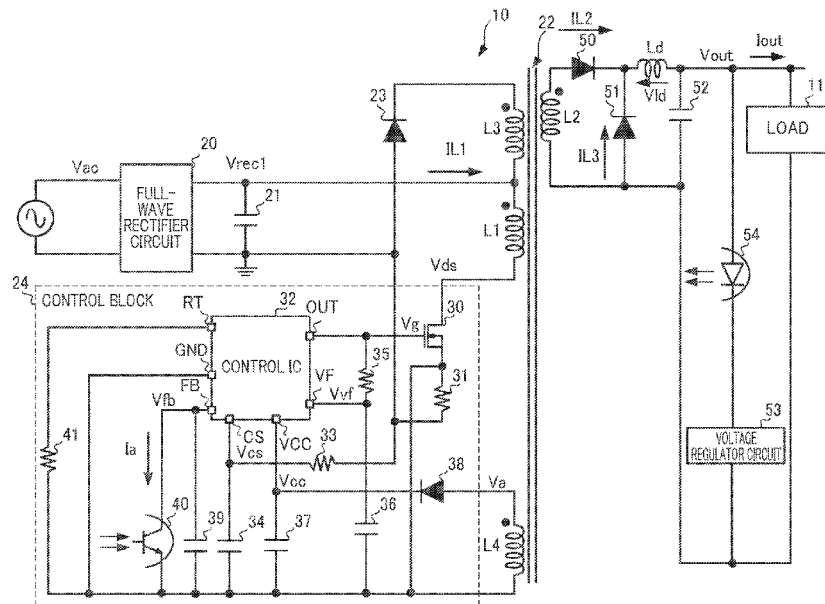 10
22
IL2
50
Ld
Vout
Iout
23
51
Vld
52
11
LOAD
L3
L2
IL3
IL1
20
Vac
Vrec1
FULL-
WAVE
RECTIFIER
CIRCUIT
21
L1
Vds
54
24
CONTROL BLOCK
32
RT
OUT
30
Vg
35
GND
CONTROL IC
VF
31
FB
Vfb
Vvf
41
Ia
CS
VCC
33
Vcs
53
VOLTAGE
REGULATOR CIRCUIT
38
Vcc
Va
40
39
34
37
36
L4